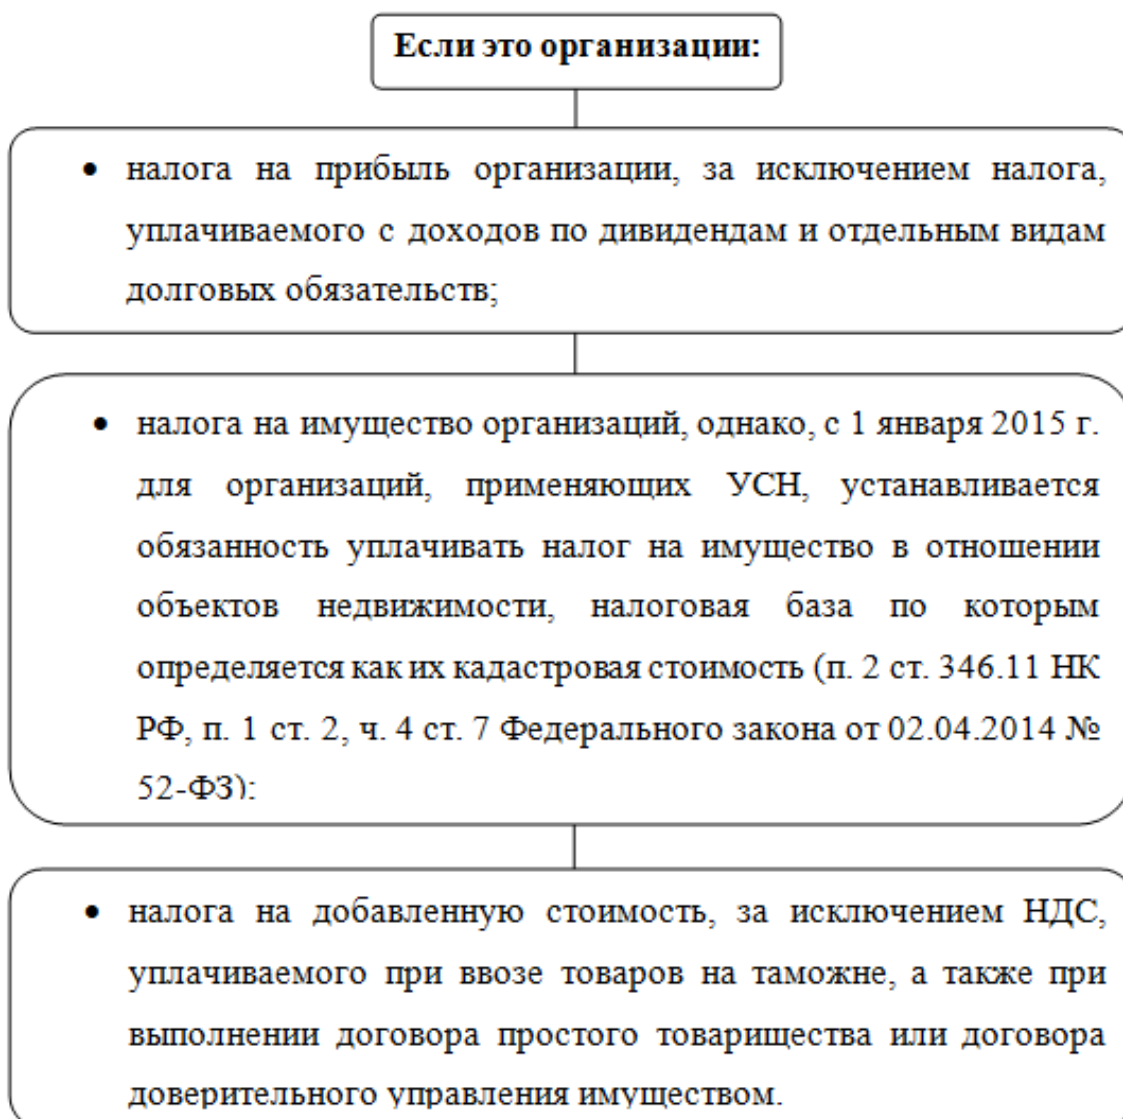 Если это организации:
• налога на прибыль организации, за исключением налога,
уплачиваемого с доходов по дивидендам и отдельным видам
долговых обязательств;
• налога на имущество организаций, однако, с 1 января 2015 г.
для организаций, применяющих УСН, устанавливается
обязанность уплачивать налог на имущество в отношении
объектов недвижимости, налоговая база по которым
определяется как их кадастровая стоимость (п. 2 ст. 346.11 НК
РФ, п. 1 ст. 2, ч. 4 ст. 7 Федерального закона от 02.04.2014 №
52-ФЗ);
• налога на добавленную стоимость, за исключением НДС,
уплачиваемого при ввозе товаров на таможне, а также при
выполнении договора простого товарищества или договора
доверительного управления имуществом.